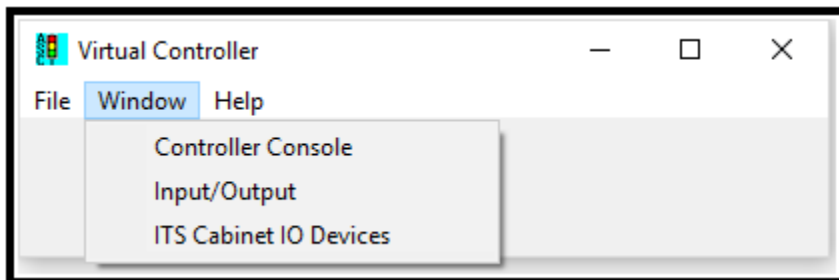 Virtual Controller
File Window Help
Controller Console
Input/Output
ITS Cabinet IO Devices